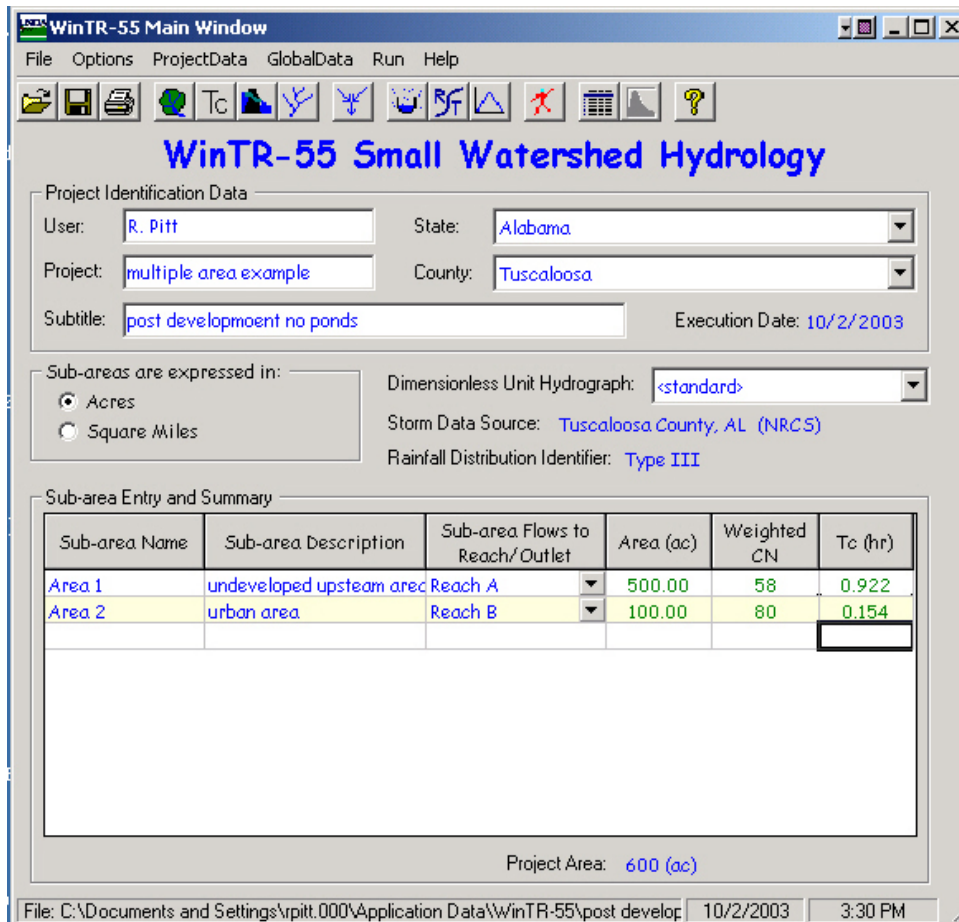 WinTR-55 Main Window
File Options ProjectData GlobalData Run Help
Tc
WinTR-55 Small Watershed Hydrology
Project Identification Data
User: R. Pitt State: Alabama
Project: multiple area example County: Tuscaloosa
Subtitle: post developmoent no ponds Execution Date: 10/2/2003
Sub-areas are expressed in:
Acres
Square Miles
Dimensionless Unit Hydrograph: <standard>
Storm Data Source: Tuscaloosa County, AL (NRCS)
Rainfall Distribution Identifier: Type III
Sub-area Entry and Summary
Sub-area Name Sub-area Description Sub-area Flows to Reach/Outlet Area (ac) Weighted CN Tc (hr)
Area 1 undeveloped upsteam area Reach A 500.00 58 0.922
Area 2 urban area Reach B 100.00 80 0.154
Project Area: 600 (ac)
File: C:\Documents and Settings\rpitt.000\Application Data\WinTR-55\post develop 10/2/2003 3:30 PM